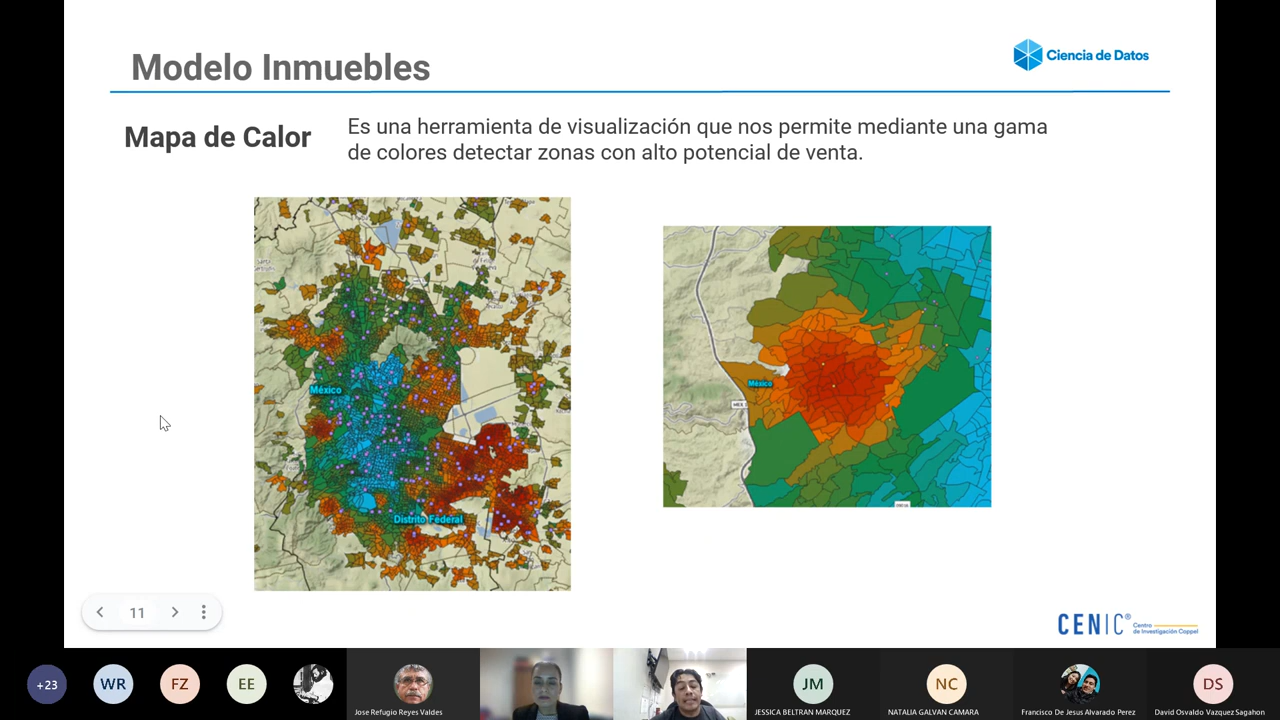 Modelo Inmuebles
Ciencia de Datos
Mapa de Calor
Es una herramienta de visualización que nos permite mediante una gama
de colores detectar zonas con alto potencial de venta.
México
Distrito Federal
México
11
CENIC®
Centro
de Investigación Coppel
+23
WR
FZ
EE
JM
NC
DS
Jose Refugio Reyes Valdes
JESSICA BELTRAN MARQUEZ
NATALIA GALVAN CAMARA
Francisco De Jesus Alvarado Perez
David Osvaldo Vazquez Sagahon